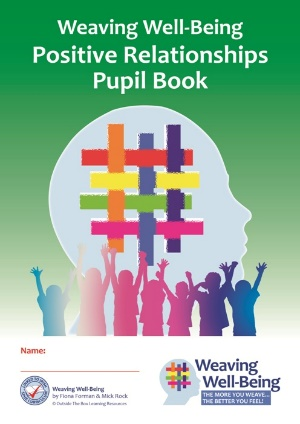 Weaving Well-Being
Positive Relationships
Pupil Book
Name:
Weaving Well-Being
by Fiona Forman & Mick Rock
© Outside The Box Learning Resources
Weaving
Well-Being
THE MORE YOU WEAVE...
THE BETTER YOU FEEL!